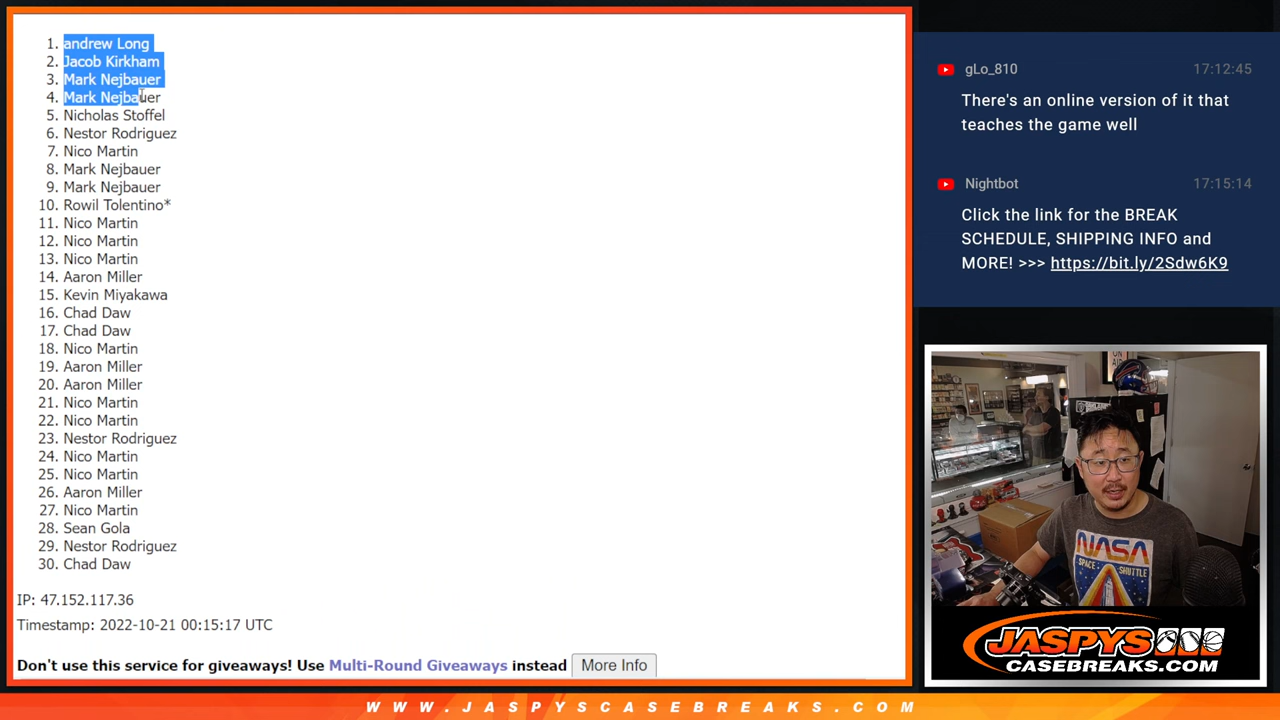 1. andrew Long
2. Jacob Kirkham
3. Mark Nejbauer
4. Mark Nejbauer
5. Nicholas Stoffel
6. Nestor Rodriguez
7. Nico Martin
8. Mark Nejbauer
9. Mark Nejbauer
10. Rowil Tolentino*
11. Nico Martin
12. Nico Martin
13. Nico Martin
14. Aaron Miller
15. Kevin Miyakawa
16. Chad Daw
17. Chad Daw
18. Nico Martin
19. Aaron Miller
20. Aaron Miller
21. Nico Martin
22. Nico Martin
23. Nestor Rodriguez
24. Nico Martin
25. Nico Martin
26. Aaron Miller
27. Nico Martin
28. Sean Gola
29. Nestor Rodriguez
30. Chad Daw
IP: 47.152.117.36
Timestamp: 2022-10-21 00:15:17 UTC
Don't use this service for giveaways! Use Multi-Round Giveaways instead More Info
gLo_810 17:12:45
There's an online version of it that
teaches the game well
Nightbot 17:15:14
Click the link for the BREAK
SCHEDULE, SHIPPING INFO and
MORE! >>> https://bit.ly/2Sdw6K9
ON
AIR
NASA
SPACE SHUTTLE
JASPYS
CASEBREAKS.COM
WWW.JASPYSCASEBREAKS.COM